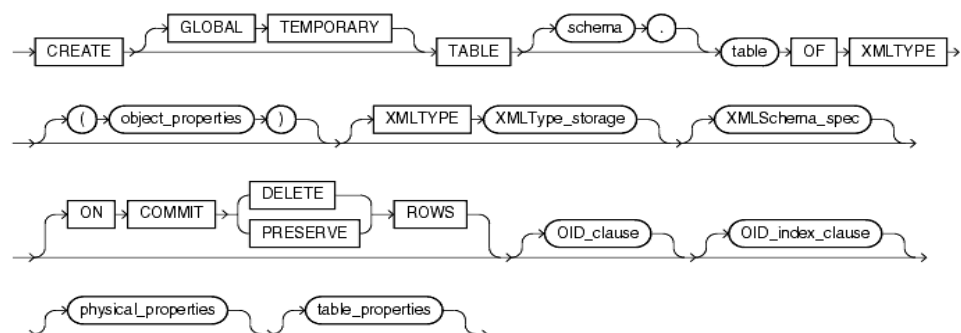 GLOBAL TEMPORARY schema .
CREATE TABLE table OF XMLTYPE
( object_properties ) XMLTYPE XMLType_storage XMLSchema_spec
DELETE
ON COMMIT ROWS
PRESERVE OID_clause OID_index_clause
physical_properties table_properties